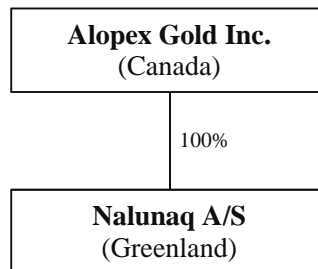 Alopex Gold Inc.
(Canada)
100%
Nalunaq A/S
(Greenland)